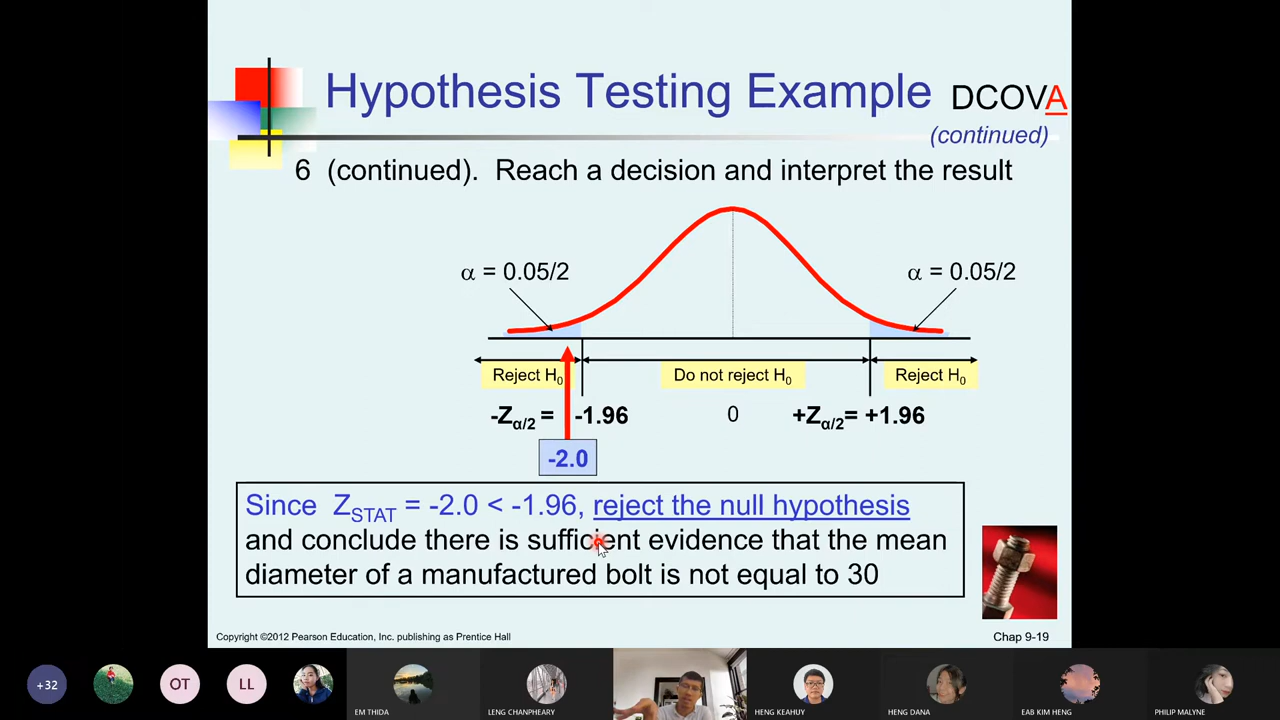 Hypothesis Testing Example
DCOVA
(continued)
6 (continued). Reach a decision and interpret the result
α = 0.05/2
α = 0.05/2
Reject H0
Do not reject H0
Reject H0
-Zα/2 = -1.96
0
+Zα/2= +1.96
-2.0
Since ZSTAT = -2.0 < -1.96, reject the null hypothesis
and conclude there is sufficient evidence that the mean
diameter of a manufactured bolt is not equal to 30
Copyright ©2012 Pearson Education, Inc. publishing as Prentice Hall
Chap 9-19
+32
OT
LL
EM THIDA
LENG CHANPHEARY
HENG KEAHUY
HENG DANA
EAB KIM HENG
PHILIP MALYNE